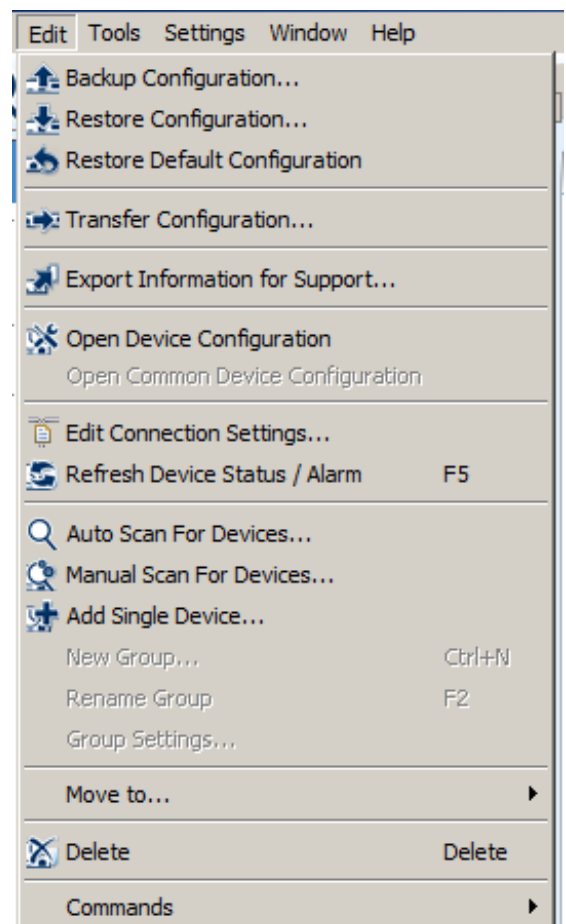 Edit Tools Settings Window Help
Backup Configuration...
Restore Configuration...
Restore Default Configuration
Transfer Configuration...
Export Information for Support...
Open Device Configuration
Open Common Device Configuration
Edit Connection Settings...
Refresh Device Status / Alarm F5
Auto Scan For Devices...
Manual Scan For Devices...
Add Single Device...
New Group... Ctrl+N
Rename Group F2
Group Settings...
Move to...
Delete Delete
Commands